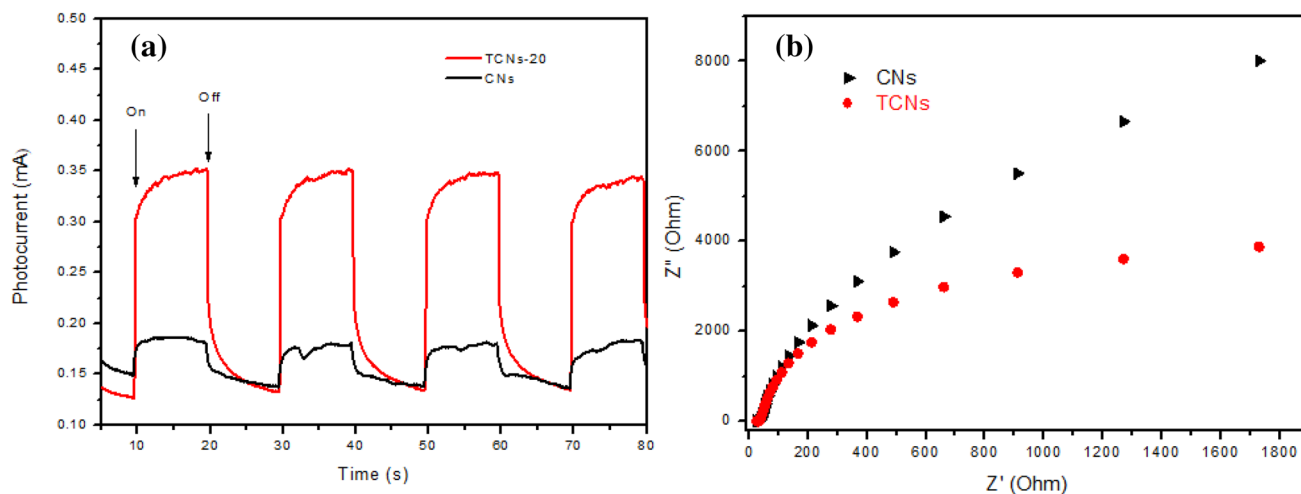 (a)
TCNs-20
CNs
On
Off
Photocurrent (mA)
0.50
0.45
0.40
0.35
0.30
0.25
0.20
0.15
0.10
10 20 30 40 50 60 70 80
Time (s)
(b)
CNs
TCNs
Z'' (Ohm)
8000
6000
4000
2000
0
0 200 400 600 800 1000 1200 1400 1600 1800
Z' (Ohm)